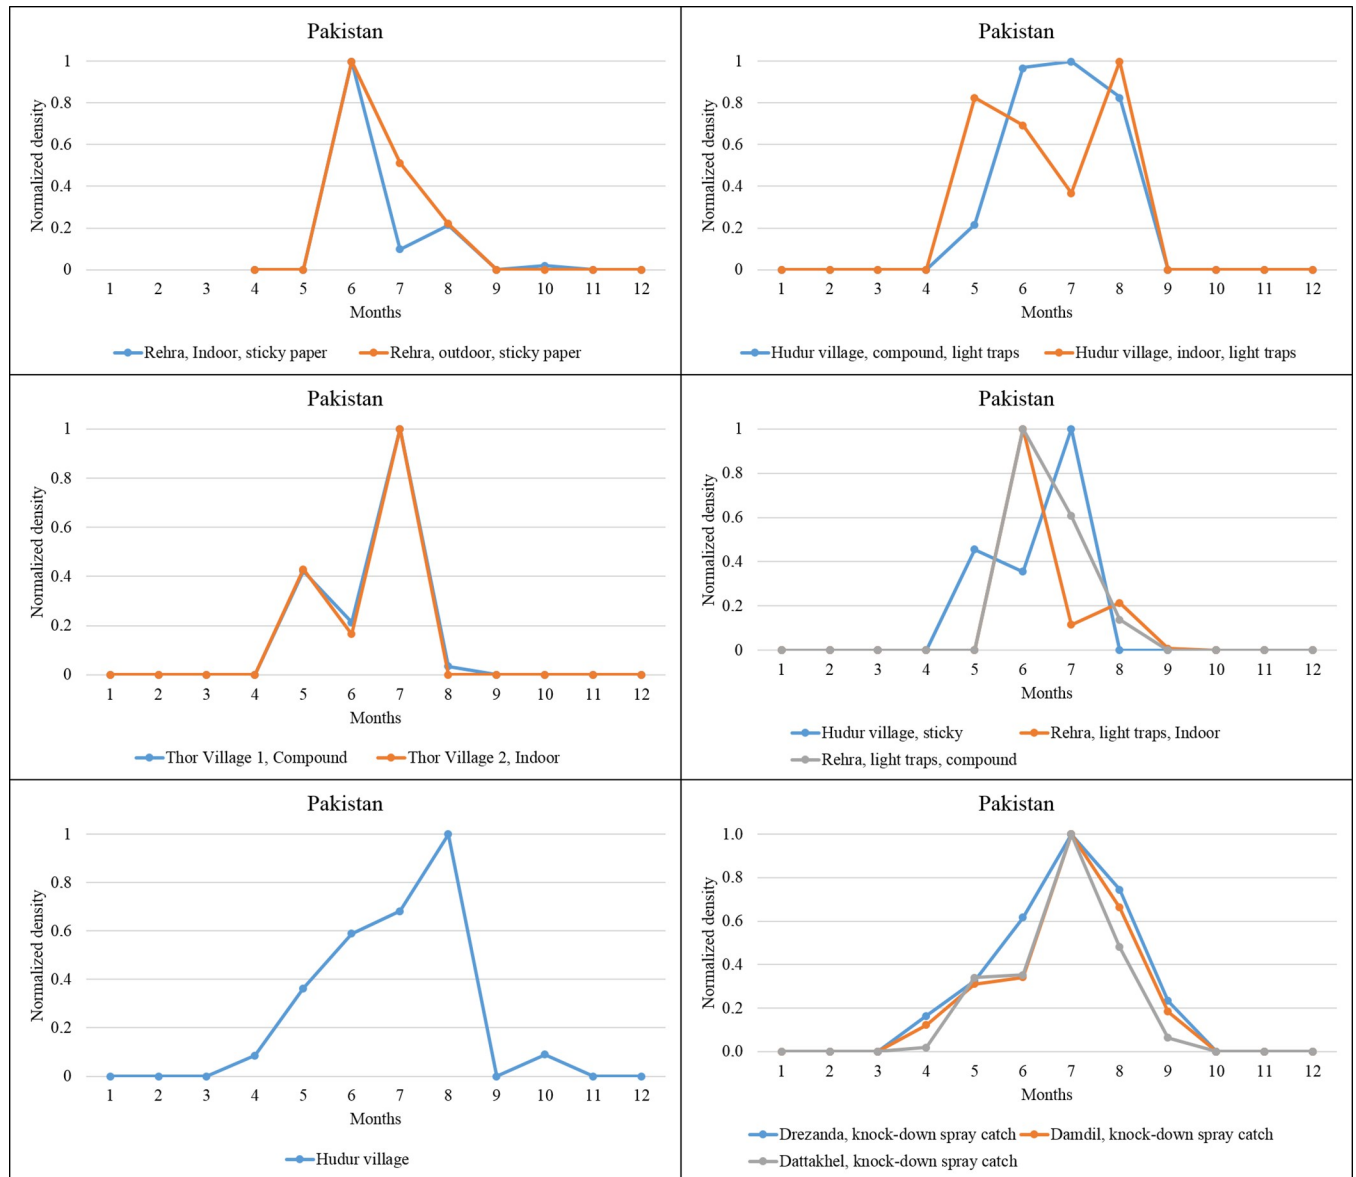 Pakistan
Normalized density
1
0.8
0.6
0.4
0.2
0
1 2 3 4 5 6 7 8 9 10 11 12
Months
Rehra, Indoor, sticky paper Rehra, outdoor, sticky paper
Pakistan
Normalized density
1
0.8
0.6
0.4
0.2
0
1 2 3 4 5 6 7 8 9 10 11 12
Months
Hudur village, compound, light traps Hudur village, indoor, light traps
Pakistan
Normalized density
1
0.8
0.6
0.4
0.2
0
1 2 3 4 5 6 7 8 9 10 11 12
Months
Thor Village 1, Compound Thor Village 2, Indoor
Pakistan
Normalized density
1
0.8
0.6
0.4
0.2
0
1 2 3 4 5 6 7 8 9 10 11 12
Months
Hudur village, sticky Rehra, light traps, Indoor
Rehra, light traps, compound
Pakistan
Normalized density
1
0.8
0.6
0.4
0.2
0
1 2 3 4 5 6 7 8 9 10 11 12
Months
Hudur village
Pakistan
Normalized density
1.0
0.8
0.6
0.4
0.2
0.0
1 2 3 4 5 6 7 8 9 10 11 12
Months
Drezanda, knock-down spray catch Damdil, knock-down spray catch
Dattakhel, knock-down spray catch